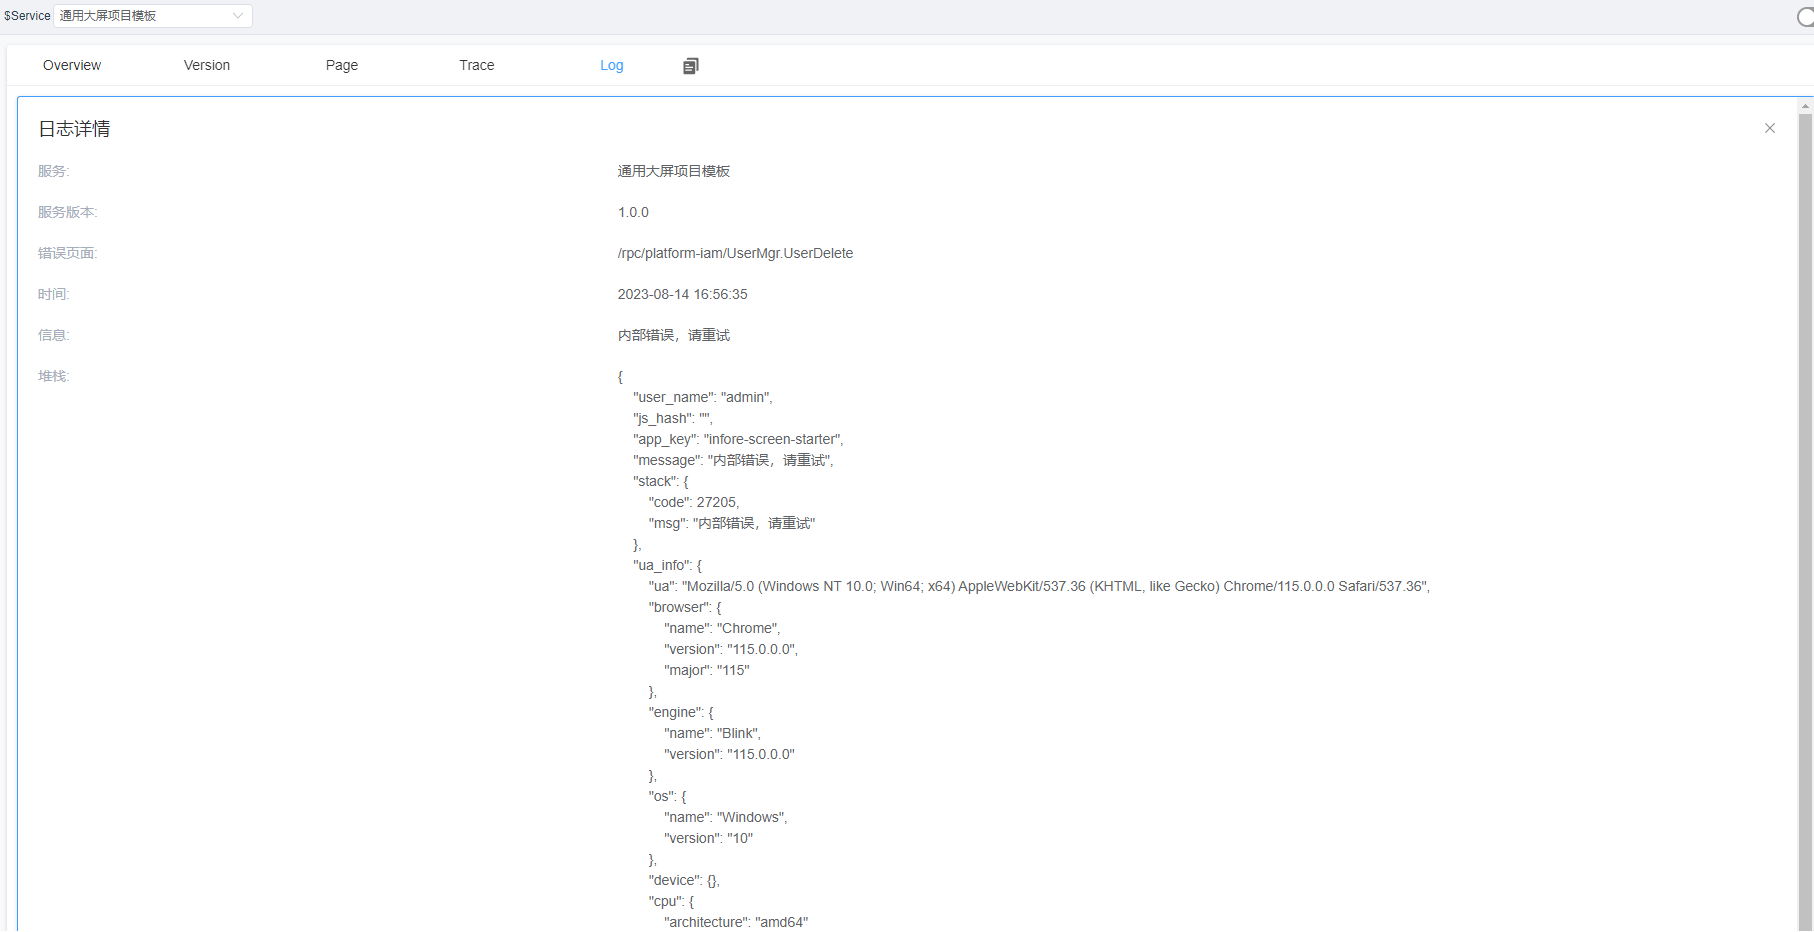 $Service 通用大屏项目模板
Overview Version Page Trace Log
日志详情
服务: 通用大屏项目模板
服务版本: 1.0.0
错误页面: /rpc/platform-iam/UserMgr.UserDelete
时间: 2023-08-14 16:56:35
信息: 内部错误，请重试
堆栈: {
"user_name": "admin",
"js_hash": "",
"app_key": "infore-screen-starter",
"message": "内部错误，请重试",
"stack": {
"code": 27205,
"msg": "内部错误，请重试"
},
"ua_info": {
"ua": "Mozilla/5.0 (Windows NT 10.0; Win64; x64) AppleWebKit/537.36 (KHTML, like Gecko) Chrome/115.0.0.0 Safari/537.36",
"browser": {
"name": "Chrome",
"version": "115.0.0.0",
"major": "115"
},
"engine": {
"name": "Blink",
"version": "115.0.0.0"
},
"os": {
"name": "Windows",
"version": "10"
},
"device": {},
"cpu": {
"architecture": "amd64"